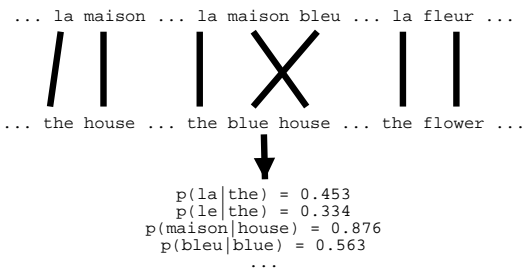 ... la maison ... la maison bleu ... la fleur ...
... the house ... the blue house ... the flower ...
p(la|the) = 0.453
p(le|the) = 0.334
p(maison|house) = 0.876
p(bleu|blue) = 0.563
...